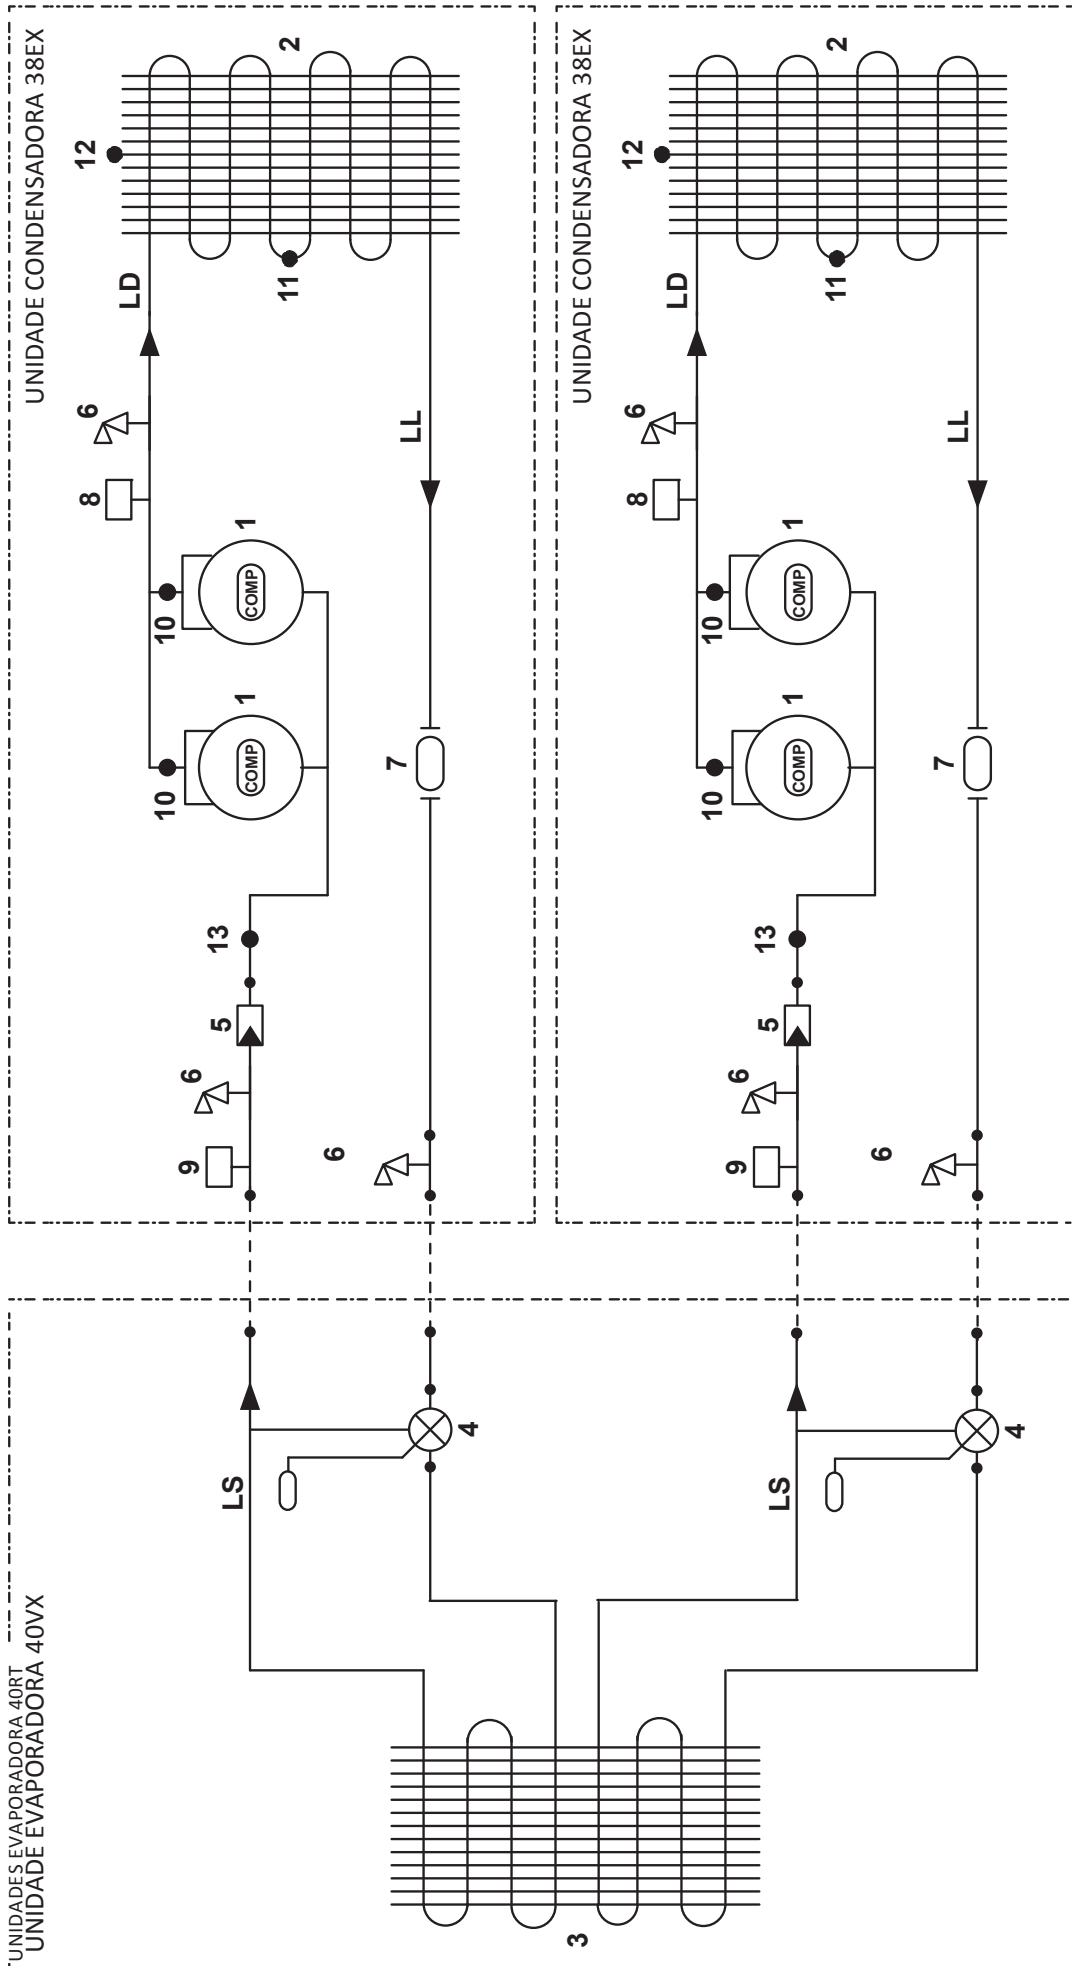 UNIDADES EVAPORADORA 40RT
UNIDADE EVAPORADORA 40VX
3
LS
4
LS
4
UNIDADE CONDENSADORA 38EX
9
6
5
13
10
1
COMP
10
1
COMP
8
6
LD
12
11
2
6
7
LL
UNIDADE CONDENSADORA 38EX
9
6
5
13
10
1
COMP
10
1
COMP
8
6
LD
12
11
2
6
7
LL